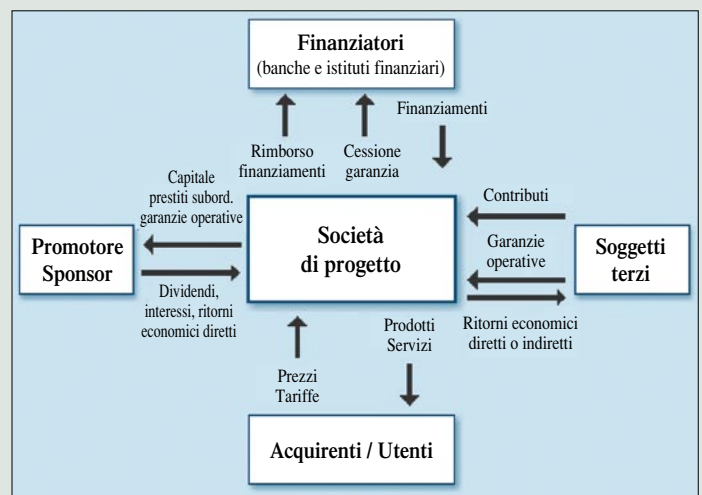 Finanziatori
(banche e istituti finanziari)
Finanziamenti
Rimborso
finanziamenti
Cessione
garanzia
Capitale
prestiti subord.
garanzie operative
Contributi
Promotore
Sponsor
Società
di progetto
Garanzie
operative
Soggetti
terzi
Dividendi,
interessi, ritorni
economici diretti
Prodotti
Servizi
Ritorni economici
diretti o indiretti
Prezzi
Tariffe
Acquirenti / Utenti